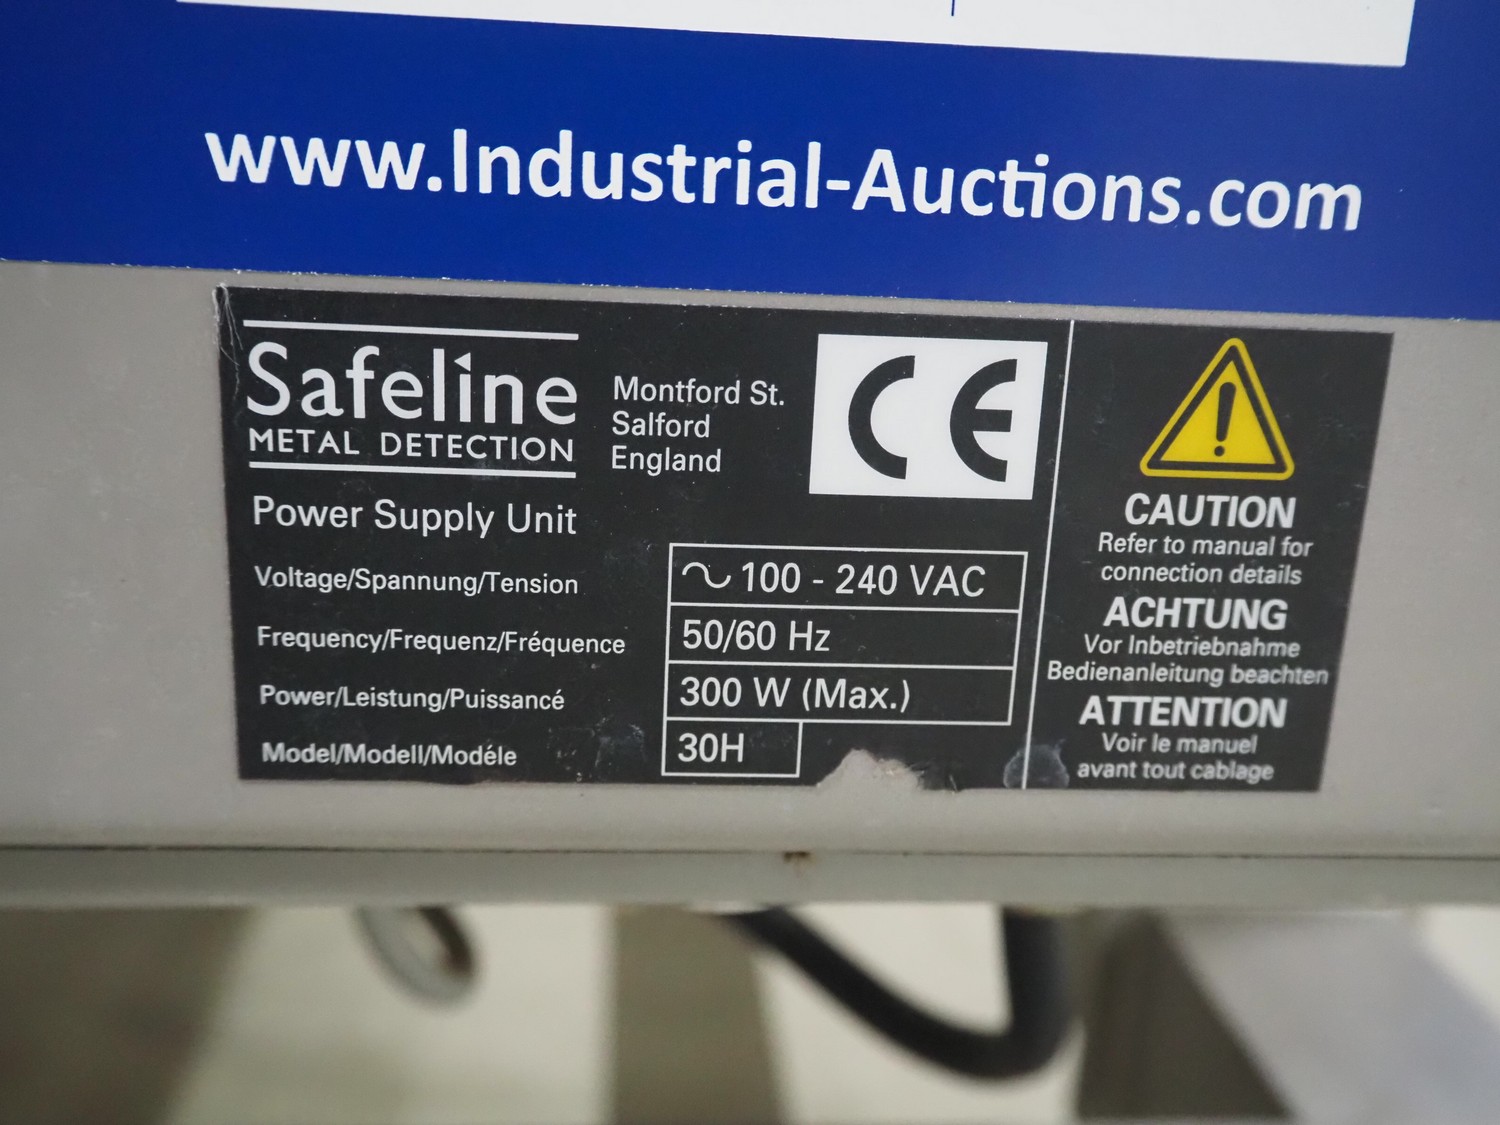 www.Industrial-Auctions.com
Safeline
METAL DETECTION
Montford St.
Salford
England
CE
Power Supply Unit
Voltage/Spannung/Tension
~ 100 - 240 VAC
Frequency/Frequenz/Fréquence
50/60 Hz
Power/Leistung/Puissancé
300 W (Max.)
Model/Modell/Modéle
30H
!
CAUTION
Refer to manual for
connection details
ACHTUNG
Vor Inbetriebnahme
Bedienanleitung beachten
ATTENTION
Voir le manuel
avant tout cablage